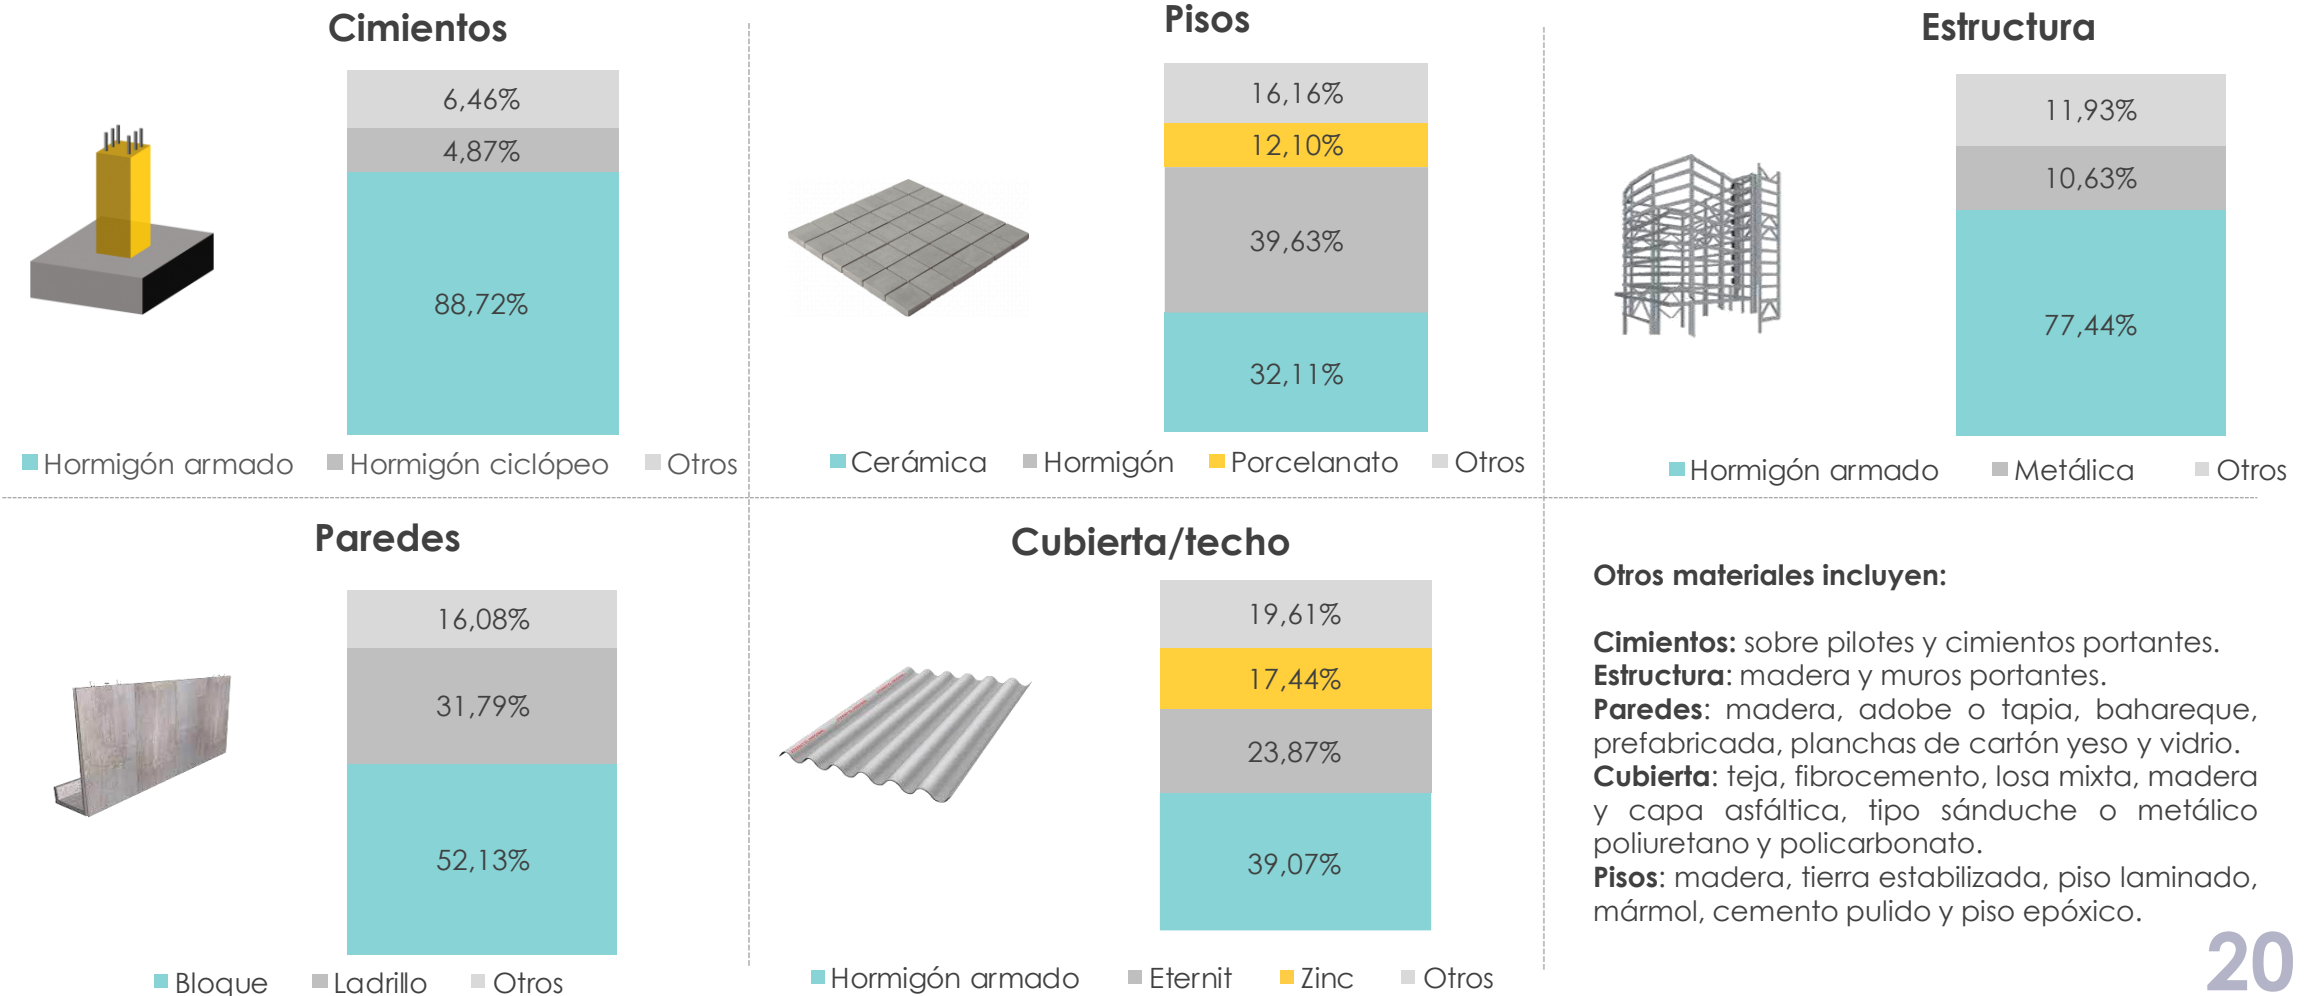 Cimientos
6,46%
4,87%
88,72%
Hormigón armado Hormigón ciclópeo Otros
Pisos
16,16%
12,10%
39,63%
32,11%
Cerámica Hormigón Porcelanato Otros
Estructura
11,93%
10,63%
77,44%
Hormigón armado Metálica Otros
Paredes
16,08%
31,79%
52,13%
Bloque Ladrillo Otros
Cubierta/techo
19,61%
17,44%
23,87%
39,07%
Hormigón armado Eternit Zinc Otros
Otros materiales incluyen:
Cimientos: sobre pilotes y cimientos portantes.
Estructura: madera y muros portantes.
Paredes: madera, adobe o tapia, bahareque,
prefabricada, planchas de cartón yeso y vidrio.
Cubierta: teja, fibrocemento, losa mixta, madera
y capa asfáltica, tipo sánduche o metálico
poliuretano y policarbonato.
Pisos: madera, tierra estabilizada, piso laminado,
mármol, cemento pulido y piso epóxico.
20